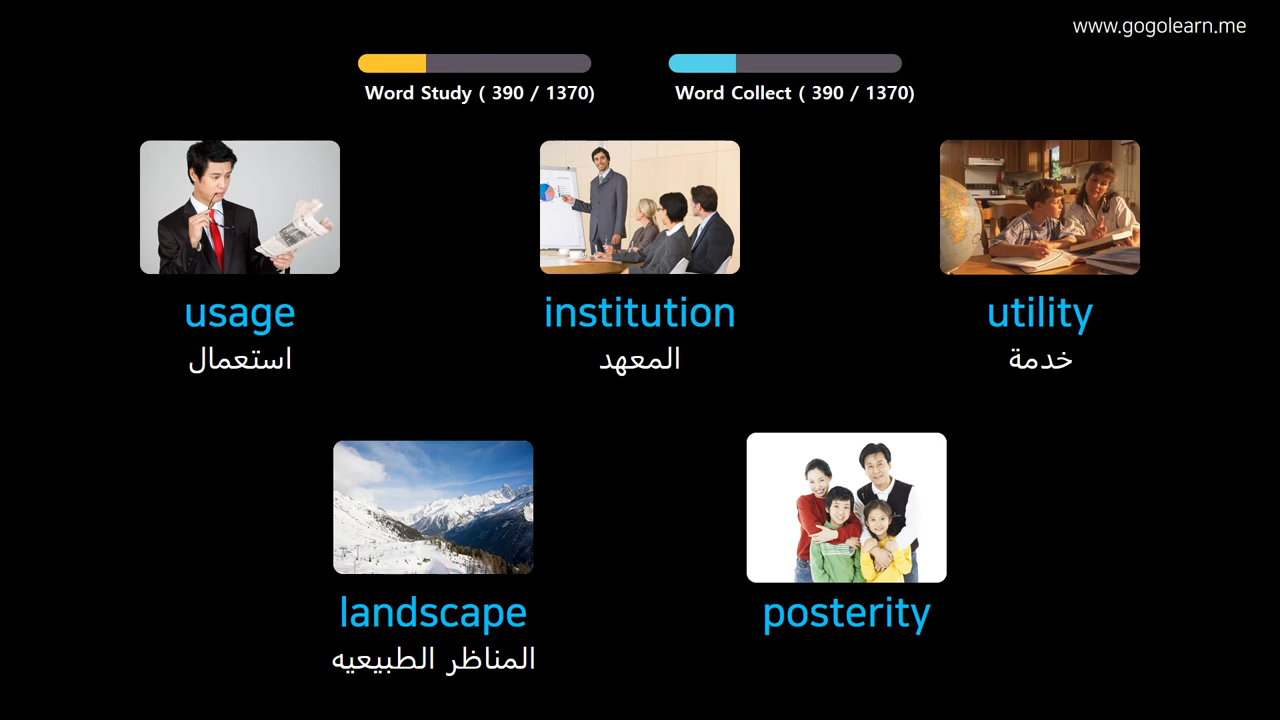 www.gogolearn.me
Word Study ( 390 / 1370)
Word Collect ( 390 / 1370)
usage
استعمال
institution
المعهد
utility
خدمة
landscape
المناظر الطبيعيه
posterity